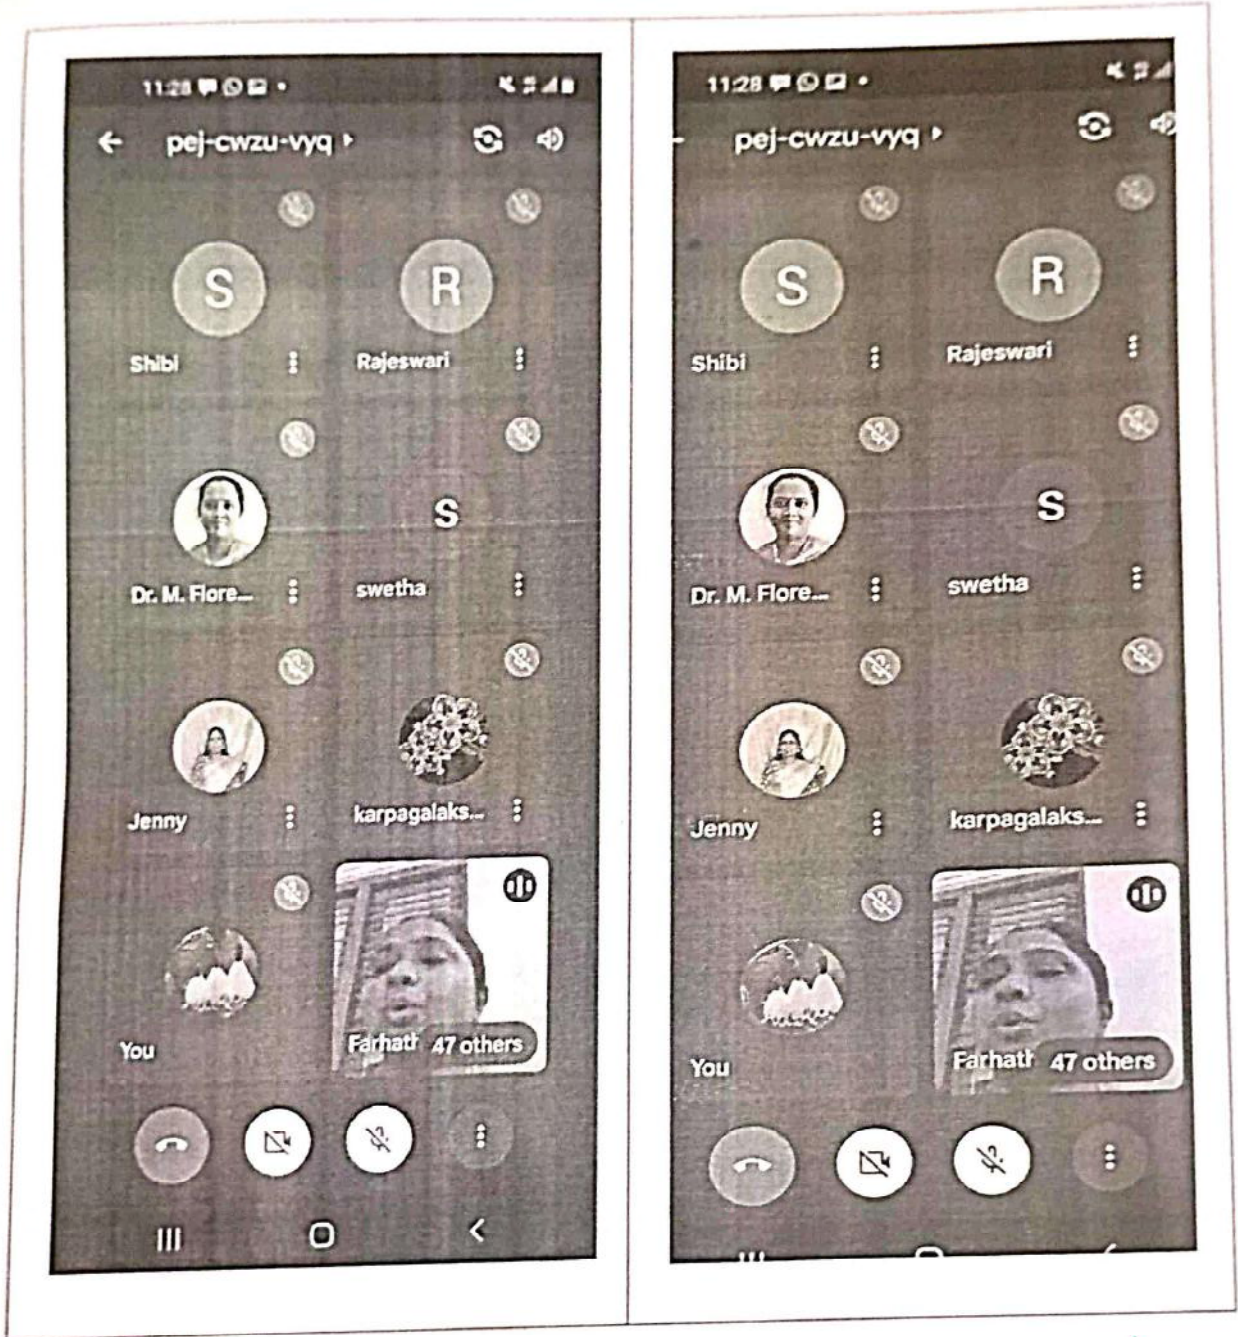 11:28
pej-cwzu-vyq
S
R
Shibi
Rajeswari
S
Dr. M. Flore...
swetha
Jenny
karpagalaks...
You
Farhath
47 others
11:28
pej-cwzu-vyq
S
R
Shibi
Rajeswari
S
Dr. M. Flore...
swetha
Jenny
karpagalaks...
You
Farhath
47 others